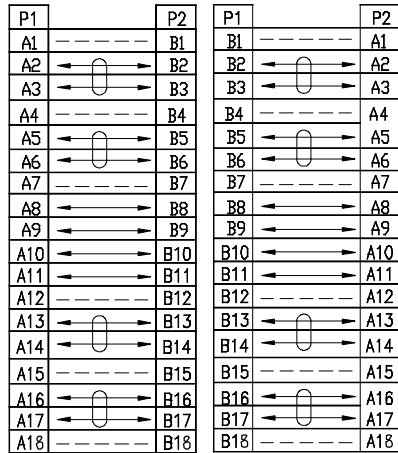 P1 P2 P1 P2
A1 B1 B1 A1
A2 B2 B2 A2
A3 B3 B3 A3
A4 B4 B4 A4
A5 B5 B5 A5
A6 B6 B6 A6
A7 B7 B7 A7
A8 B8 B8 A8
A9 B9 B9 A9
A10 B10 B10 A10
A11 B11 B11 A11
A12 B12 B12 A12
A13 B13 B13 A13
A14 B14 B14 A14
A15 B15 B15 A15
A16 B16 B16 A16
A17 B17 B17 A17
A18 B18 B18 A18